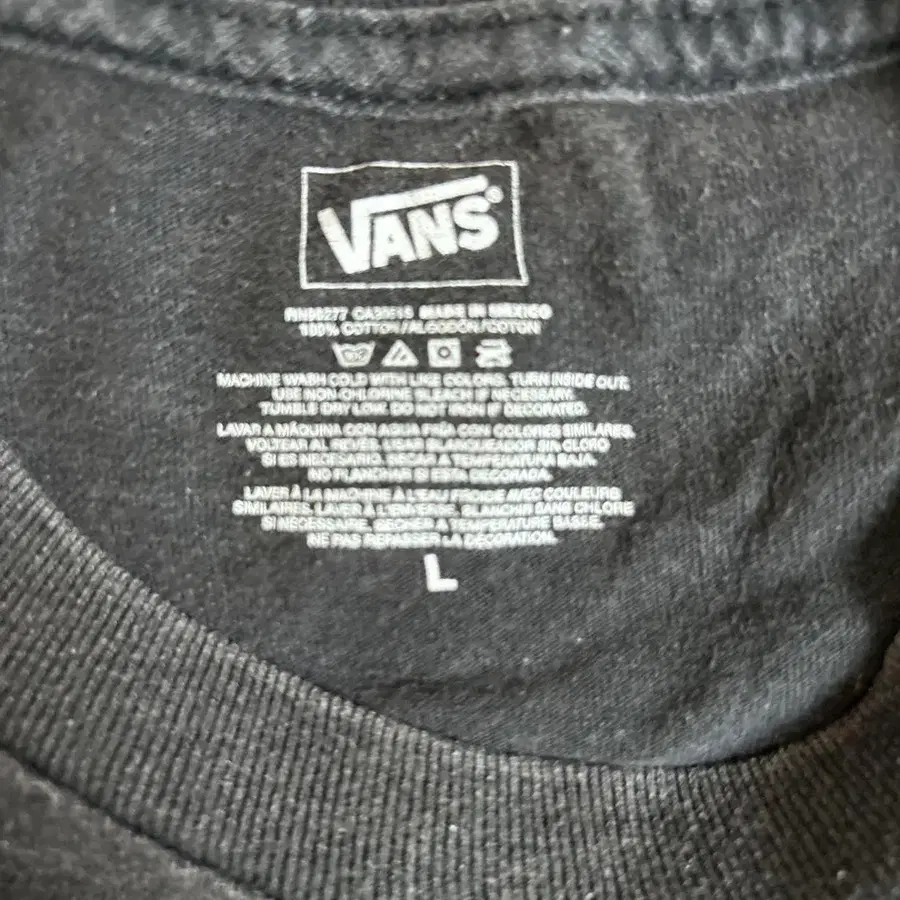 VANS®
MADE IN MEXICO
100% COTTON/ALGODÓN/COTON
MACHINE WASH COLD WITH LIKE COLORS. TURN INSIDE OUT.
USE NON-CHLORINE BLEACH IF NECESSARY.
TUMBLE DRY LOW. DO NOT IRON IF DECORATED.
LAVAR A MÁQUINA CON AGUA FRÍA CON COLORES SIMILARES.
VOLTEAR AL REVÉS. USAR BLANQUEADOR SIN CLORO
SI ES NECESARIO. SECAR A TEMPERATURA BAJA.
NO PLANCHAR SI ESTÁ DECORADA.
LAVER À LA MACHINE À L'EAU FROIDE AVEC COULEURS
SIMILAIRES. LAVER À L'ENVERSE. BLANCHIR SANS CHLORE
SI NÉCESSAIRE. SÉCHER À TEMPÉRATURE BASSE.
NE PAS REPASSER LA DÉCORATION.
L